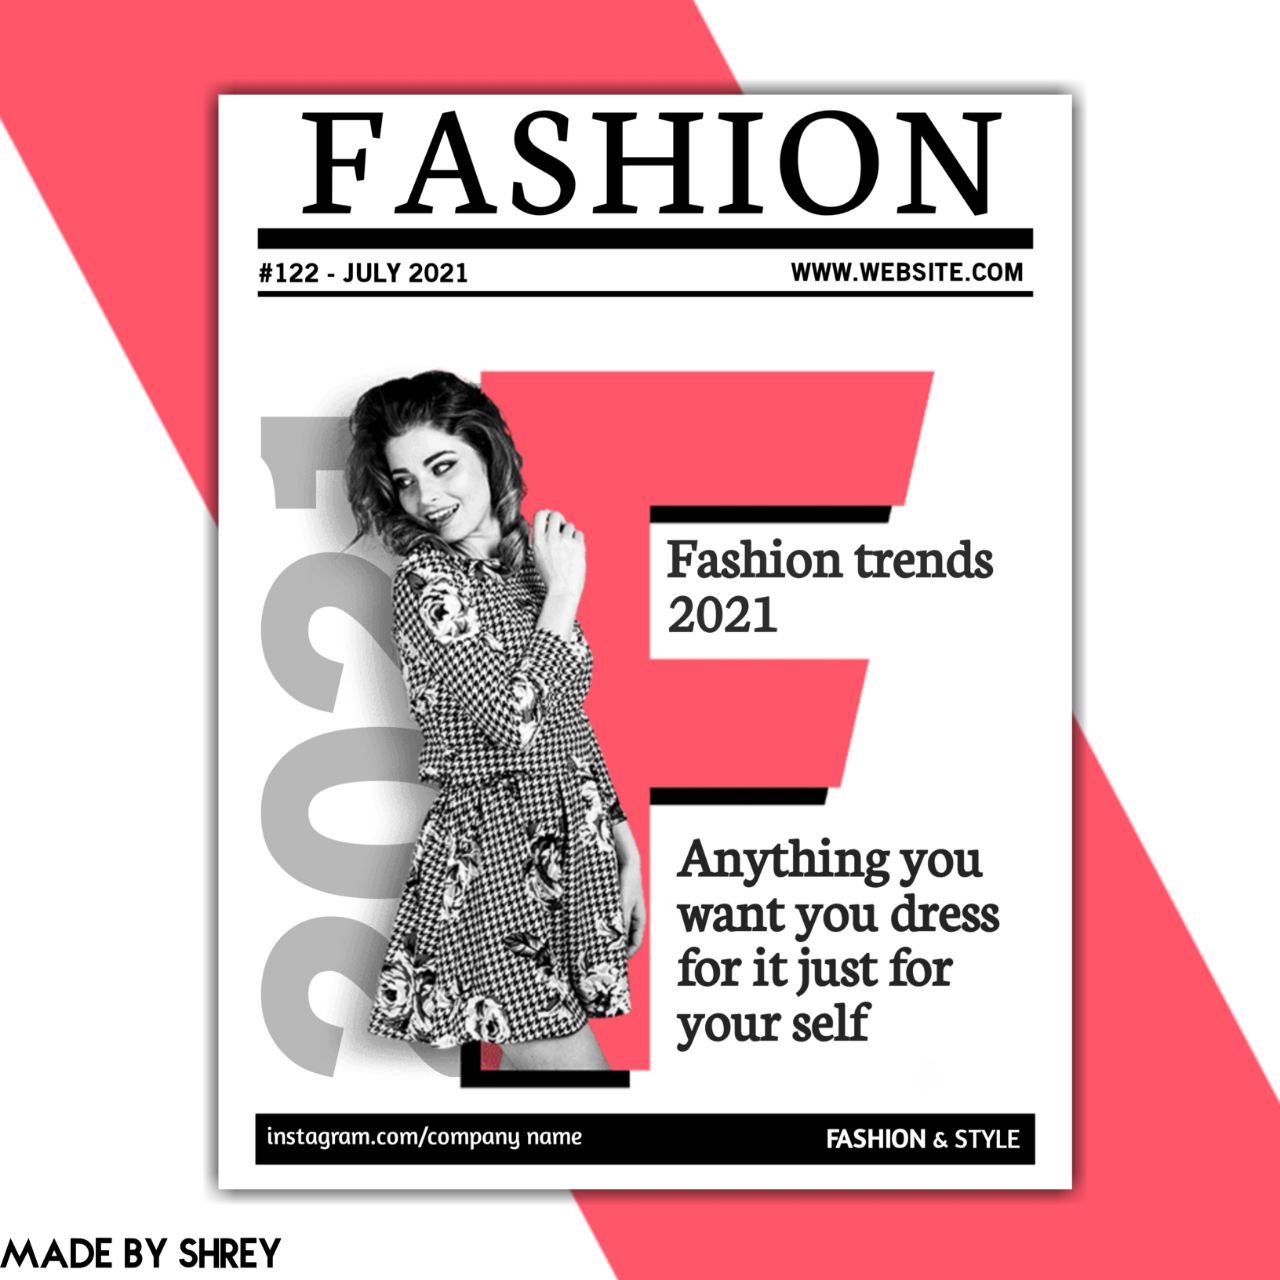 FASHION
#122 - JULY 2021
WWW.WEBSITE.COM
2021
Fashion trends
2021
Anything you
want you dress
for it just for
your self
instagram.com/company name
FASHION & STYLE
MADE BY SHREY